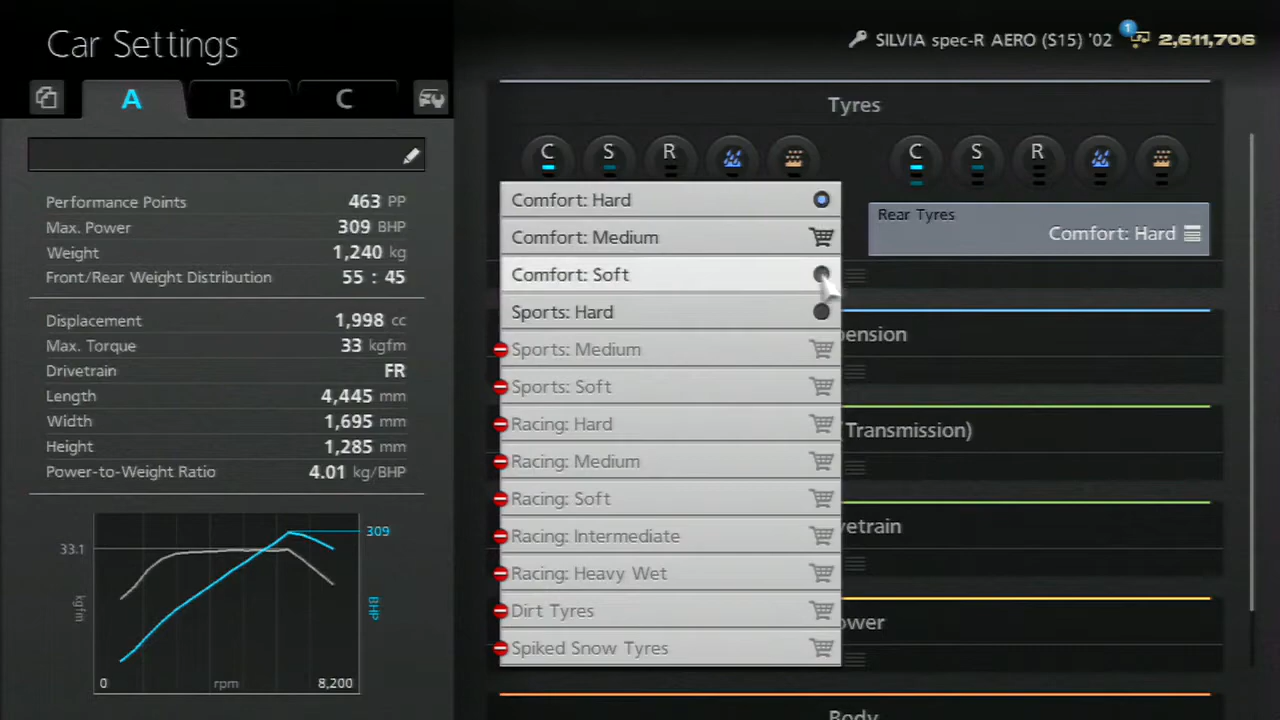 Car Settings
SILVIA spec-R AERO (S15) '02
1
2,611,706
A
B
C
Performance Points 463 PP
Max. Power 309 BHP
Weight 1,240 kg
Front/Rear Weight Distribution 55 : 45
Displacement 1,998 cc
Max. Torque 33 kgfm
Drivetrain FR
Length 4,445 mm
Width 1,695 mm
Height 1,285 mm
Power-to-Weight Ratio 4.01 kg/BHP
309
33.1
kgfm
BHP
0 rpm 8,200
Tyres
C S R
C S R
Comfort: Hard
Comfort: Medium
Comfort: Soft
Sports: Hard
Sports: Medium
Sports: Soft
Racing: Hard
Racing: Medium
Racing: Soft
Racing: Intermediate
Racing: Heavy Wet
Dirt Tyres
Spiked Snow Tyres
Rear Tyres
Comfort: Hard
pension
(Transmission)
vetrain
ower
Body